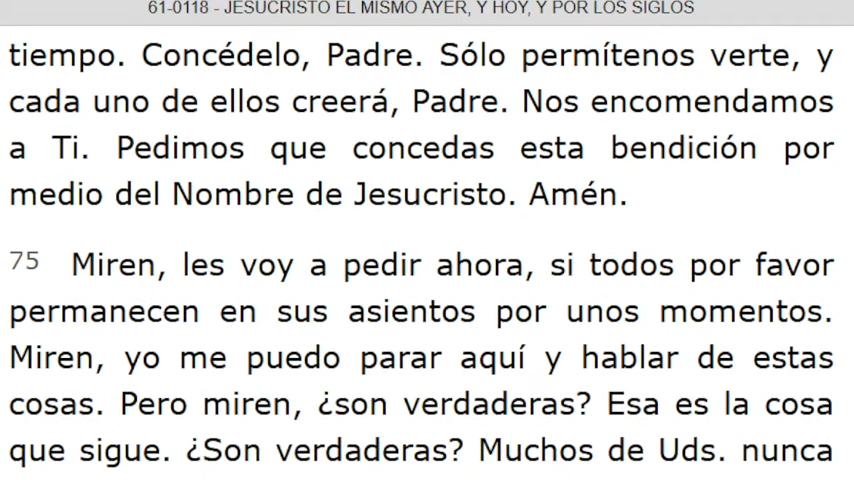 61-0118 - JESUCRISTO EL MISMO AYER, Y HOY, Y POR LOS SIGLOS
tiempo. Concédelo, Padre. Sólo permítenos verte, y
cada uno de ellos creerá, Padre. Nos encomendamos
a Ti. Pedimos que concedas esta bendición por
medio del Nombre de Jesucristo. Amén.
75 Miren, les voy a pedir ahora, si todos por favor
permanecen en sus asientos por unos momentos.
Miren, yo me puedo parar aquí y hablar de estas
cosas. Pero miren, ¿son verdaderas? Esa es la cosa
que sigue. ¿Son verdaderas? Muchos de Uds. nunca